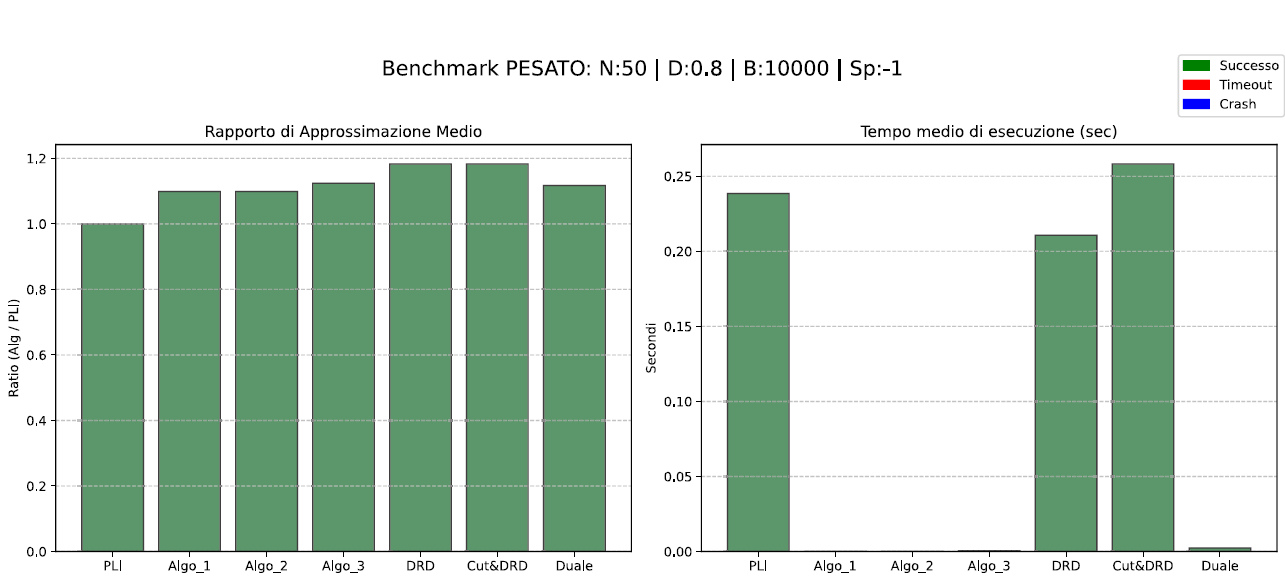 Benchmark PESATO: N:50 | D:0.8 | B:10000 | Sp:-1
Successo
Timeout
Crash
Rapporto di Approssimazione Medio
Ratio (Alg / PLI)
1.2
1.0
0.8
0.6
0.4
0.2
0.0
PLI Algo_1 Algo_2 Algo_3 DRD Cut&DRD Duale
Tempo medio di esecuzione (sec)
Secondi
0.25
0.20
0.15
0.10
0.05
0.00
PLI Algo_1 Algo_2 Algo_3 DRD Cut&DRD Duale